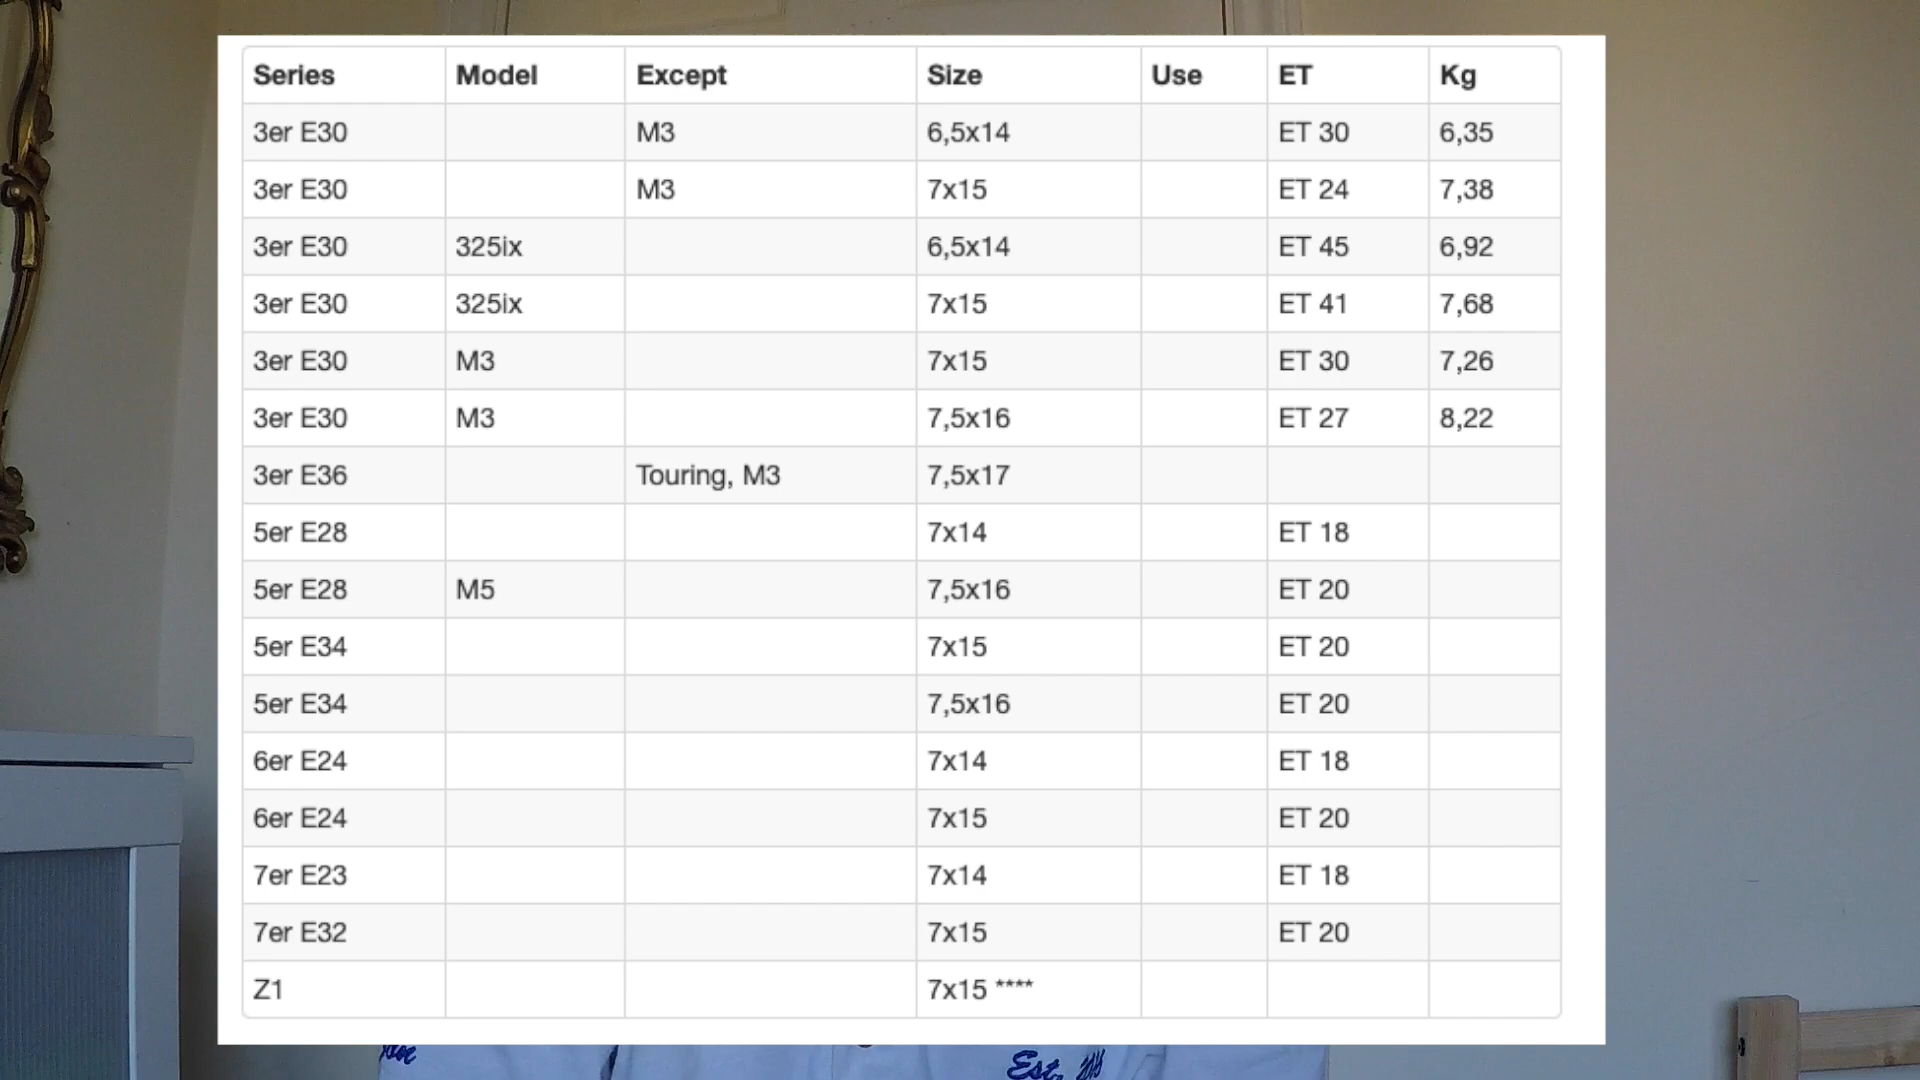 Series Model Except Size Use ET Kg
3er E30 M3 6,5x14 ET 30 6,35
3er E30 M3 7x15 ET 24 7,38
3er E30 325ix 6,5x14 ET 45 6,92
3er E30 325ix 7x15 ET 41 7,68
3er E30 M3 7x15 ET 30 7,26
3er E30 M3 7,5x16 ET 27 8,22
3er E36 Touring, M3 7,5x17
5er E28 7x14 ET 18
5er E28 M5 7,5x16 ET 20
5er E34 7x15 ET 20
5er E34 7,5x16 ET 20
6er E24 7x14 ET 18
6er E24 7x15 ET 20
7er E23 7x14 ET 18
7er E32 7x15 ET 20
Z1 7x15 ****
Est.